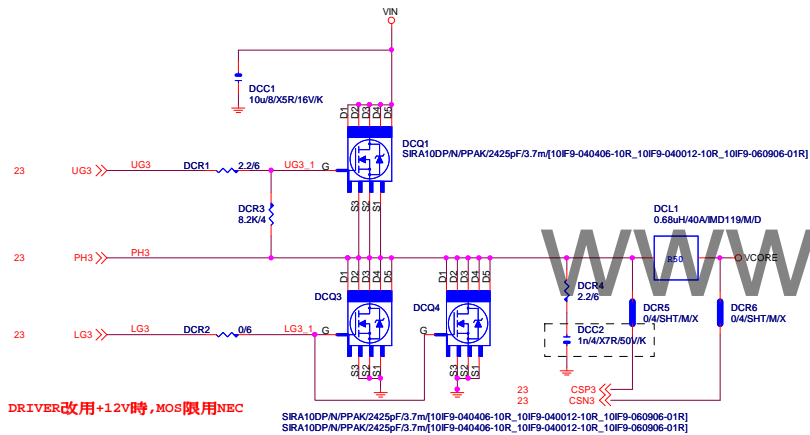 VIN
DCC1
10u/8/X5R/16V/K
D1 D2 D3 D4 D5
DCQ1
SIRA10DP/N/PPAK/2425pF/3.7m/[10IF9-040406-10R_10IF9-040012-10R_10IF9-060906-01R]
23 UG3 UG3 DCR1 2.2/6 UG3_1 G
S3 S2 S1
DCR3
8.2K/4
DCL1
0.68uH/40A/IMD119/M/D
WWW
23 PH3 PH3
R50
VCORE
D1 D2 D3 D4 D5
D1 D2 D3 D4 D5
DCR4
2.2/6
DCQ3
DCQ4
DCR5
0/4/SHT/M/X
DCR6
0/4/SHT/M/X
23 LG3 LG3 DCR2 0/6 LG3_1 G
G
DCC2
1n/4/X7R/50V/K
S3 S2 S1
S3 S2 S1
23 CSP3
23 CSN3
DRIVER改用+12V時,MOS限用NEC
SIRA10DP/N/PPAK/2425pF/3.7m/[10IF9-040406-10R_10IF9-040012-10R_10IF9-060906-01R]
SIRA10DP/N/PPAK/2425pF/3.7m/[10IF9-040406-10R_10IF9-040012-10R_10IF9-060906-01R]